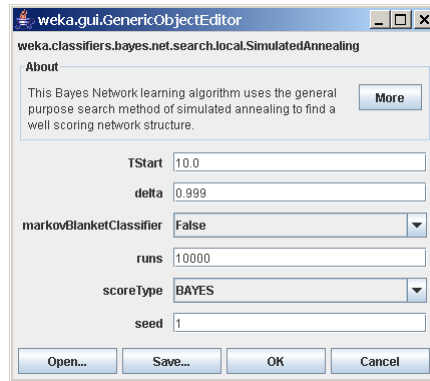 weka.gui.GenericObjectEditor
weka.classifiers.bayes.net.search.local.SimulatedAnnealing
About
This Bayes Network learning algorithm uses the general
purpose search method of simulated annealing to find a
well scoring network structure.
More
TStart 10.0
delta 0.999
markovBlanketClassifier False
runs 10000
scoreType BAYES
seed 1
Open... Save... OK Cancel